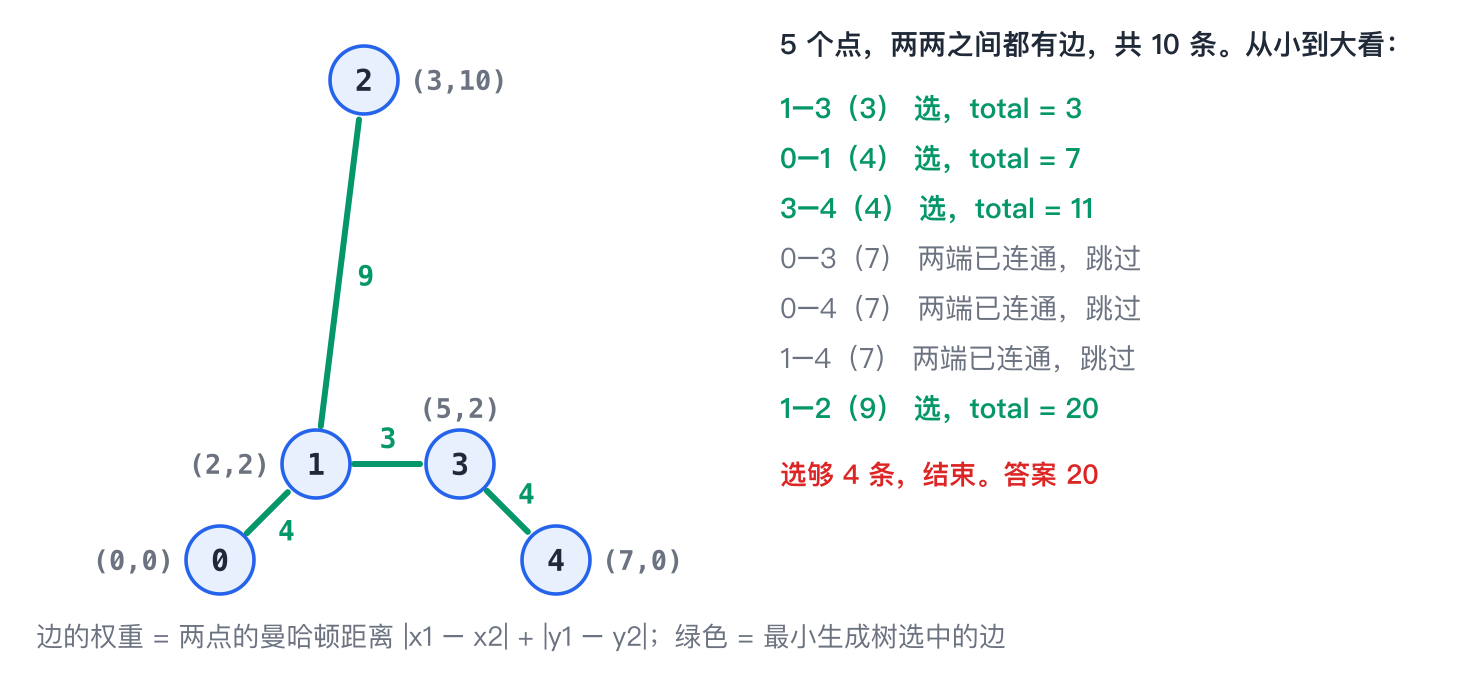 2 (3,10)
9
(5,2)
3
(2,2) 1 3
4
4
(0,0) 0 4 (7,0)
5 个点，两两之间都有边，共 10 条。从小到大看：
1—3（3） 选，total = 3
0—1（4） 选，total = 7
3—4（4） 选，total = 11
0—3（7） 两端已连通，跳过
0—4（7） 两端已连通，跳过
1—4（7） 两端已连通，跳过
1—2（9） 选，total = 20
选够 4 条，结束。答案 20
边的权重 = 两点的曼哈顿距离 |x1 — x2| + |y1 — y2|；绿色 = 最小生成树选中的边